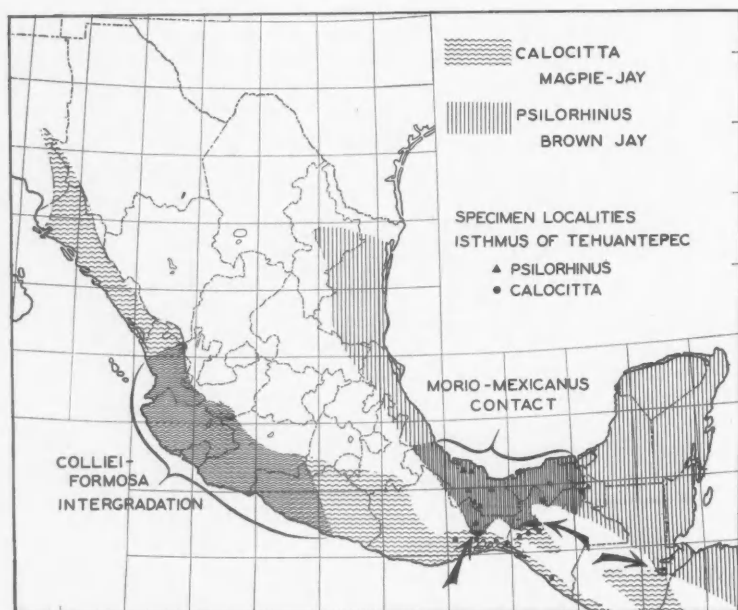 CALOCITTA
MAGPIE-JAY
PSILORHINUS
BROWN JAY
SPECIMEN LOCALITIES
ISTHMUS OF TEHUANTEPEC
▲ PSILORHINUS
● CALOCITTA
MORIO-MEXICANUS
CONTACT
COLLIEI-
FORMOSA
INTERGRADATION